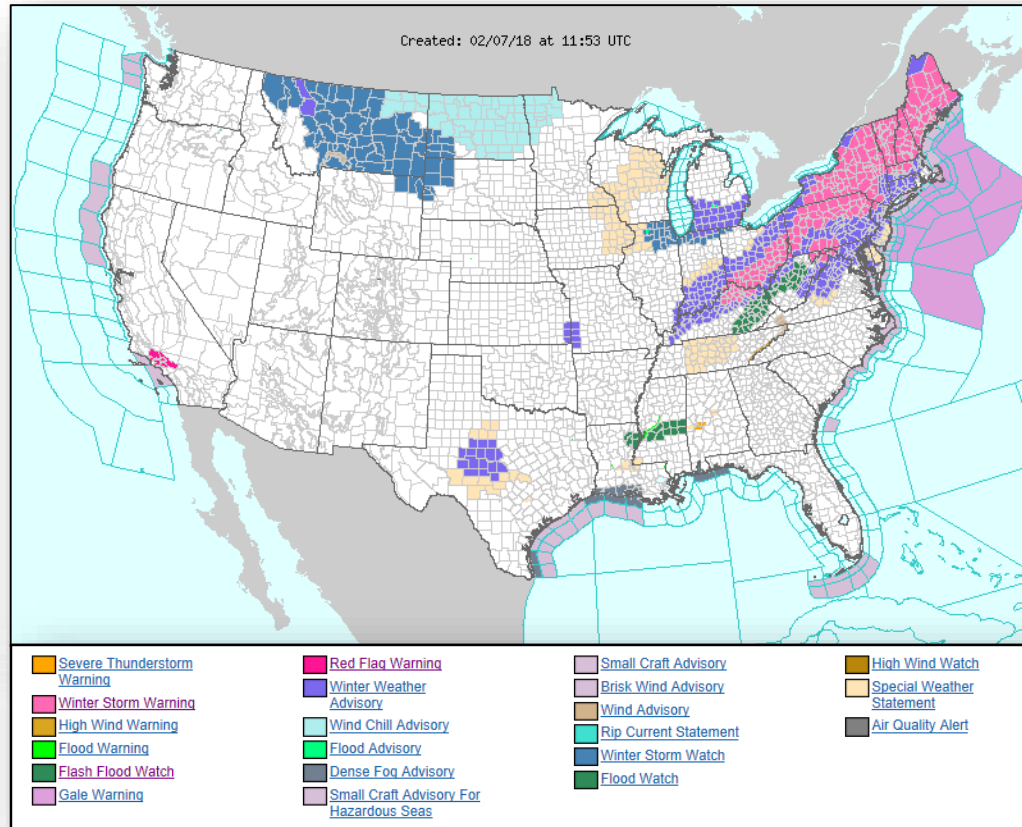 Created: 02/07/18 at 11:53 UTC
Severe Thunderstorm
Warning
Winter Storm Warning
High Wind Warning
Flood Warning
Flash Flood Watch
Gale Warning
Red Flag Warning
Winter Weather
Advisory
Wind Chill Advisory
Flood Advisory
Dense Fog Advisory
Small Craft Advisory For
Hazardous Seas
Small Craft Advisory
Brisk Wind Advisory
Wind Advisory
Rip Current Statement
Winter Storm Watch
Flood Watch
High Wind Watch
Special Weather
Statement
Air Quality Alert